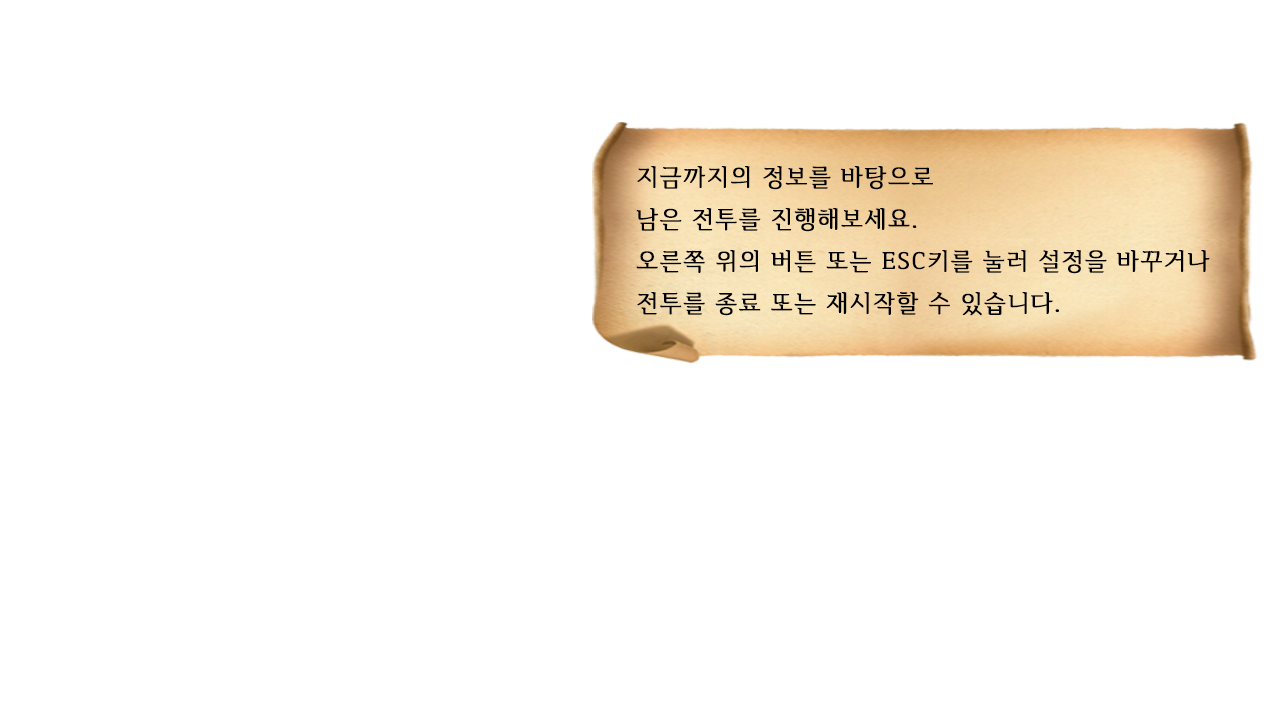 지금까지의 정보를 바탕으로
남은 전투를 진행해보세요.
오른쪽 위의 버튼 또는 ESC키를 눌러 설정을 바꾸거나
전투를 종료 또는 재시작할 수 있습니다.